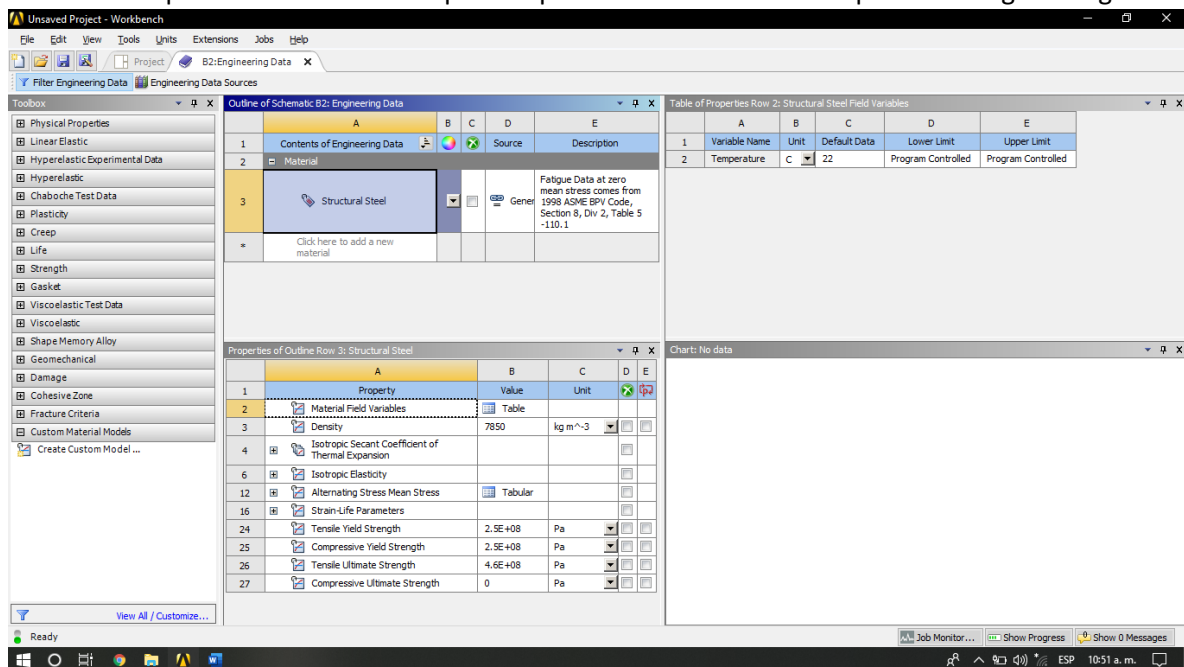 Unsaved Project - Workbench
File Edit View Tools Units Extensions Jobs Help
Project B2:Engineering Data
Filter Engineering Data Engineering Data Sources
Toolbox
Physical Properties
Linear Elastic
Hyperelastic Experimental Data
Hyperelastic
Chaboche Test Data
Plasticity
Creep
Life
Strength
Gasket
Viscoelastic Test Data
Viscoelastic
Shape Memory Alloy
Geomechanical
Damage
Cohesive Zone
Fracture Criteria
Custom Material Models
Create Custom Model ...
View All / Customize...
Outline of Schematic B2: Engineering Data
A B C D E
1 Contents of Engineering Data Source Description
2 Material
3 Structural Steel Gener Fatigue Data at zero
mean stress comes from
1998 ASME BPV Code,
Section 8, Div 2, Table 5
-110.1
* Click here to add a new
material
Properties of Outline Row 3: Structural Steel
A B C D E
1 Property Value Unit
2 Material Field Variables Table
3 Density 7850 kg m^-3
4 Isotropic Secant Coefficient of
Thermal Expansion
6 Isotropic Elasticity
12 Alternating Stress Mean Stress Tabular
16 Strain-Life Parameters
24 Tensile Yield Strength 2.5E+08 Pa
25 Compressive Yield Strength 2.5E+08 Pa
26 Tensile Ultimate Strength 4.6E+08 Pa
27 Compressive Ultimate Strength 0 Pa
Table of Properties Row 2: Structural Steel Field Variables
A B C D E
1 Variable Name Unit Default Data Lower Limit Upper Limit
2 Temperature C 22 Program Controlled Program Controlled
Chart: No data
Ready
Job Monitor... Show Progress Show 0 Messages
ESP 10:51 a. m.